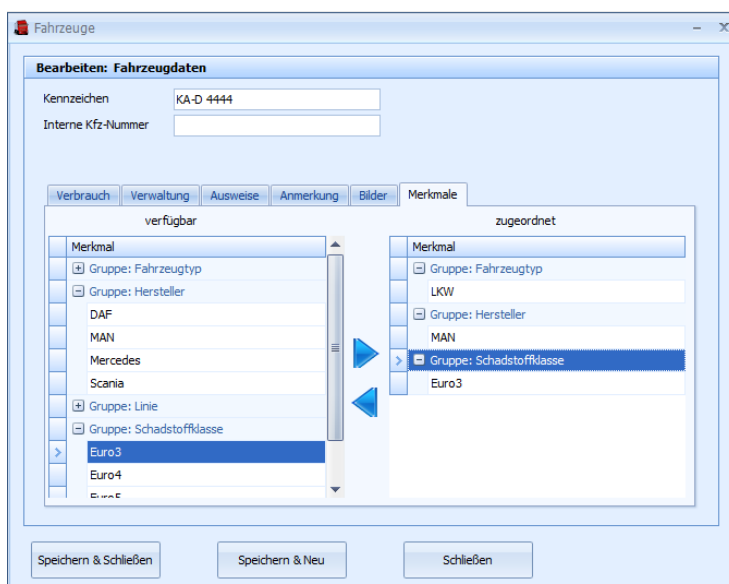 Fahrzeuge
Bearbeiten: Fahrzeugdaten
Kennzeichen KA-D 4444
Interne Kfz-Nummer
Verbrauch Verwaltung Ausweise Anmerkung Bilder Merkmale
verfügbar zugeordnet
Merkmal Merkmal
Gruppe: Fahrzeugtyp Gruppe: Fahrzeugtyp
Gruppe: Hersteller LKW
DAF Gruppe: Hersteller
MAN MAN
Mercedes Gruppe: Schadstoffklasse
Scania Euro3
Gruppe: Linie
Gruppe: Schadstoffklasse
Euro3
Euro4
Euro5
Speichern & Schließen Speichern & Neu Schließen